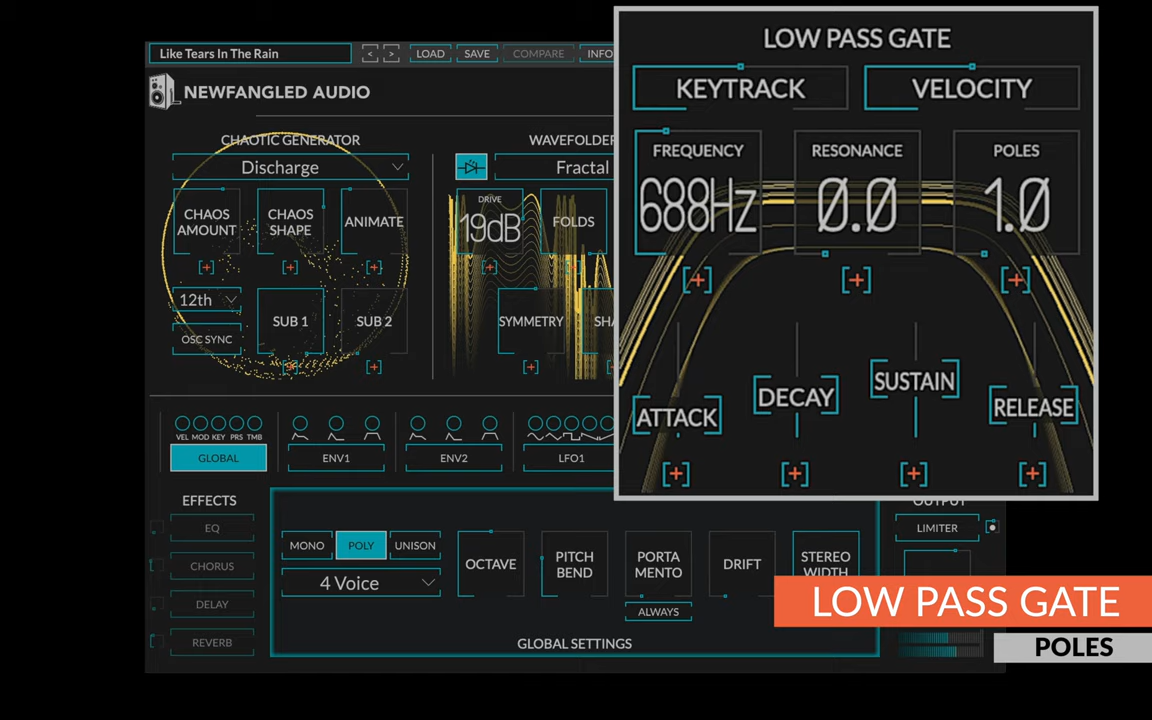 Like Tears In The Rain
< >
LOAD
SAVE
COMPARE
INFO
NEWFANGLED AUDIO
CHAOTIC GENERATOR
Discharge
CHAOS AMOUNT
CHAOS SHAPE
ANIMATE
[+] [+] [+]
12th
OSC SYNC
SUB 1
SUB 2
[+] [+]
WAVEFOLDER
Fractal
DRIVE
19dB
FOLDS
[+]
SYMMETRY
SHA
[+]
LOW PASS GATE
KEYTRACK
VELOCITY
FREQUENCY
688Hz
RESONANCE
0.0
POLES
1.0
[+] [+] [+]
ATTACK
DECAY
SUSTAIN
RELEASE
[+] [+] [+] [+]
VEL MOD KEY PRS TMB
GLOBAL
ENV1
ENV2
LFO1
EFFECTS
EQ
CHORUS
DELAY
REVERB
MONO
POLY
UNISON
4 Voice
OCTAVE
PITCH BEND
PORTA MENTO
ALWAYS
DRIFT
STEREO WIDTH
GLOBAL SETTINGS
OUTPUT
LIMITER
LOW PASS GATE
POLES